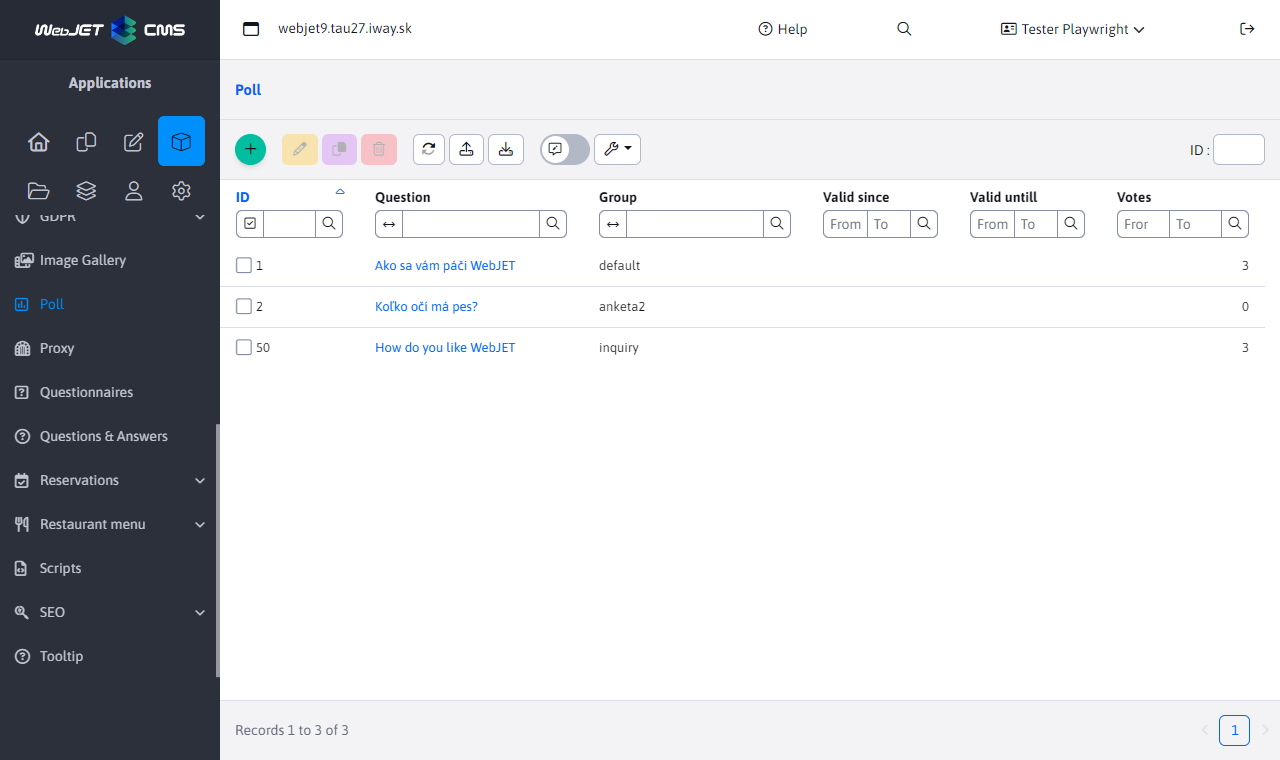 WebJET CMS
webjet9.tau27.iway.sk
Help
Tester Playwright
Applications
GDPR
Image Gallery
Poll
Proxy
Questionnaires
Questions & Answers
Reservations
Restaurant menu
Scripts
SEO
Tooltip
Poll
ID :
ID Question Group Valid since Valid untill Votes
From To From To Fror To
1 Ako sa vám páči WebJET default 3
2 Koľko oči má pes? anketa2 0
50 How do you like WebJET inquiry 3
Records 1 to 3 of 3
1